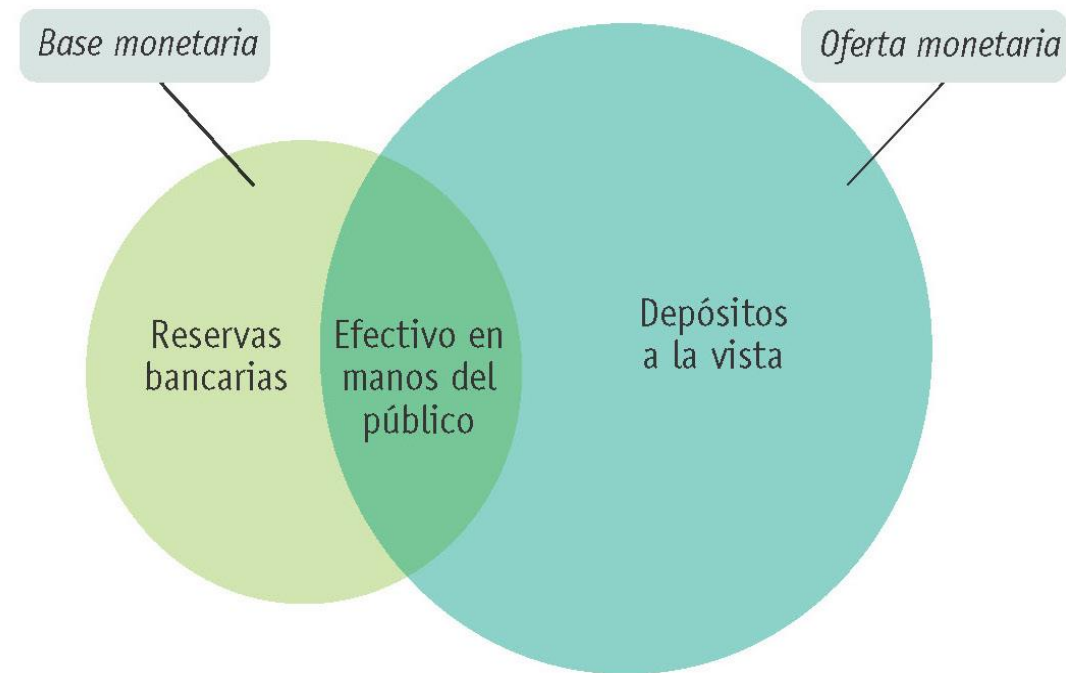 Base monetaria
Oferta monetaria
Reservas
bancarias
Efectivo en
manos del
público
Depósitos
a la vista